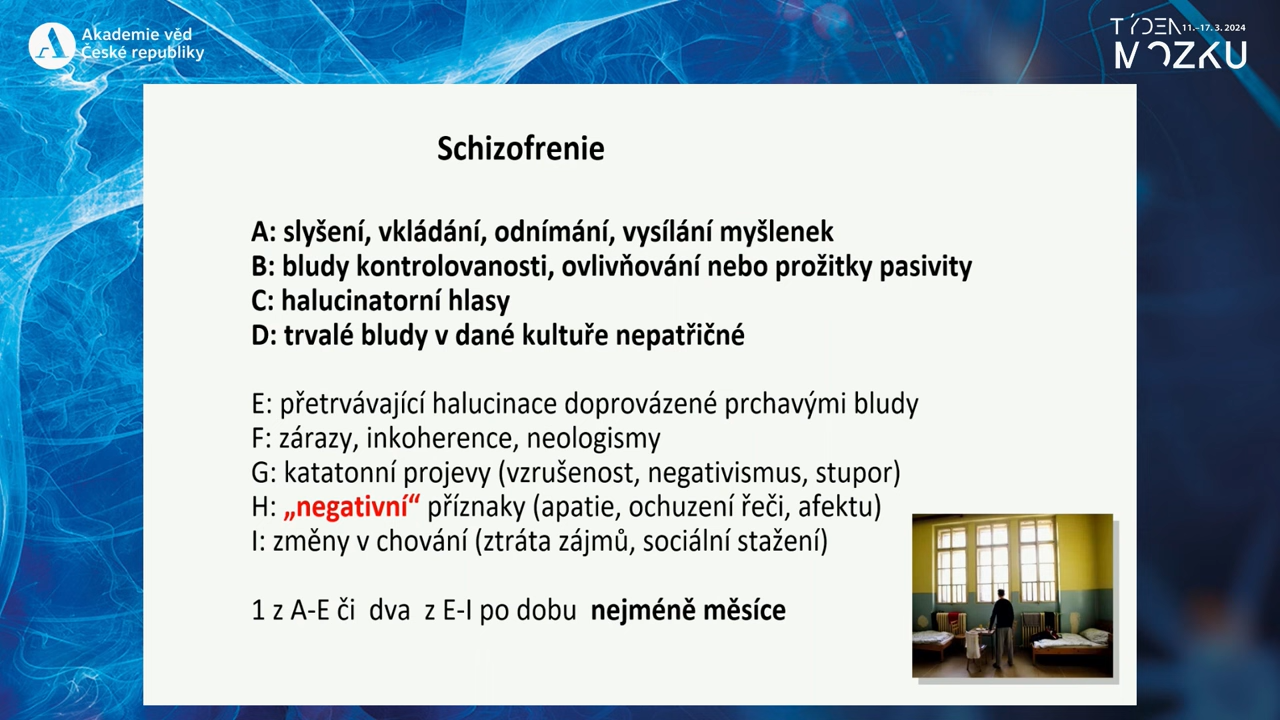 Akademie věd
České republiky
TÝDEN 11.–17. 3. 2024
MOZKU
Schizofrenie
A: slyšení, vkládání, odnímání, vysílání myšlenek
B: bludy kontrolovanosti, ovlivňování nebo prožitky pasivity
C: halucinatorní hlasy
D: trvalé bludy v dané kultuře nepatřičné
E: přetrvávající halucinace doprovázené prchavými bludy
F: zárazy, inkoherence, neologismy
G: katatonní projevy (vzrušenost, negativismus, stupor)
H: „negativní“ příznaky (apatie, ochuzení řeči, afektu)
I: změny v chování (ztráta zájmů, sociální stažení)
1 z A-E či dva z E-I po dobu nejméně měsíce